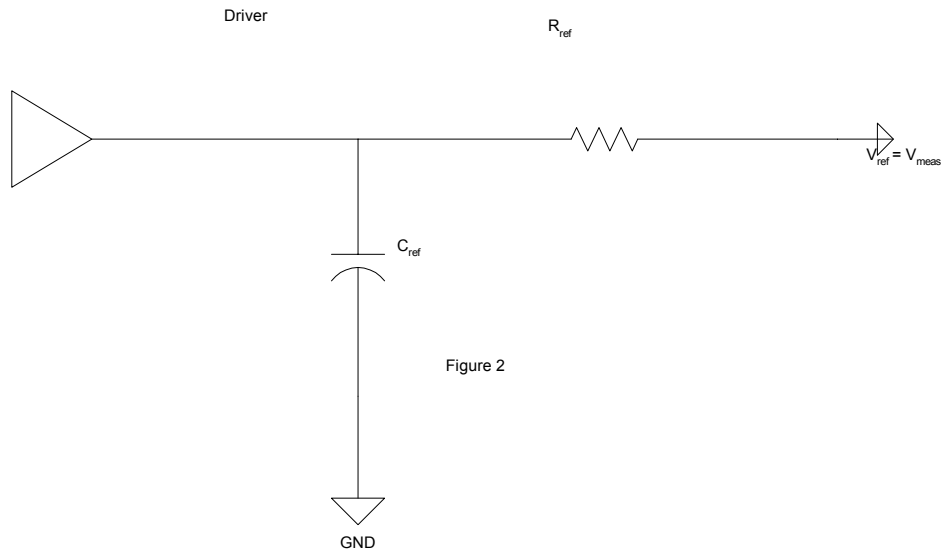 Driver
Rref
Vref = Vmeas
Cref
Figure 2
GND